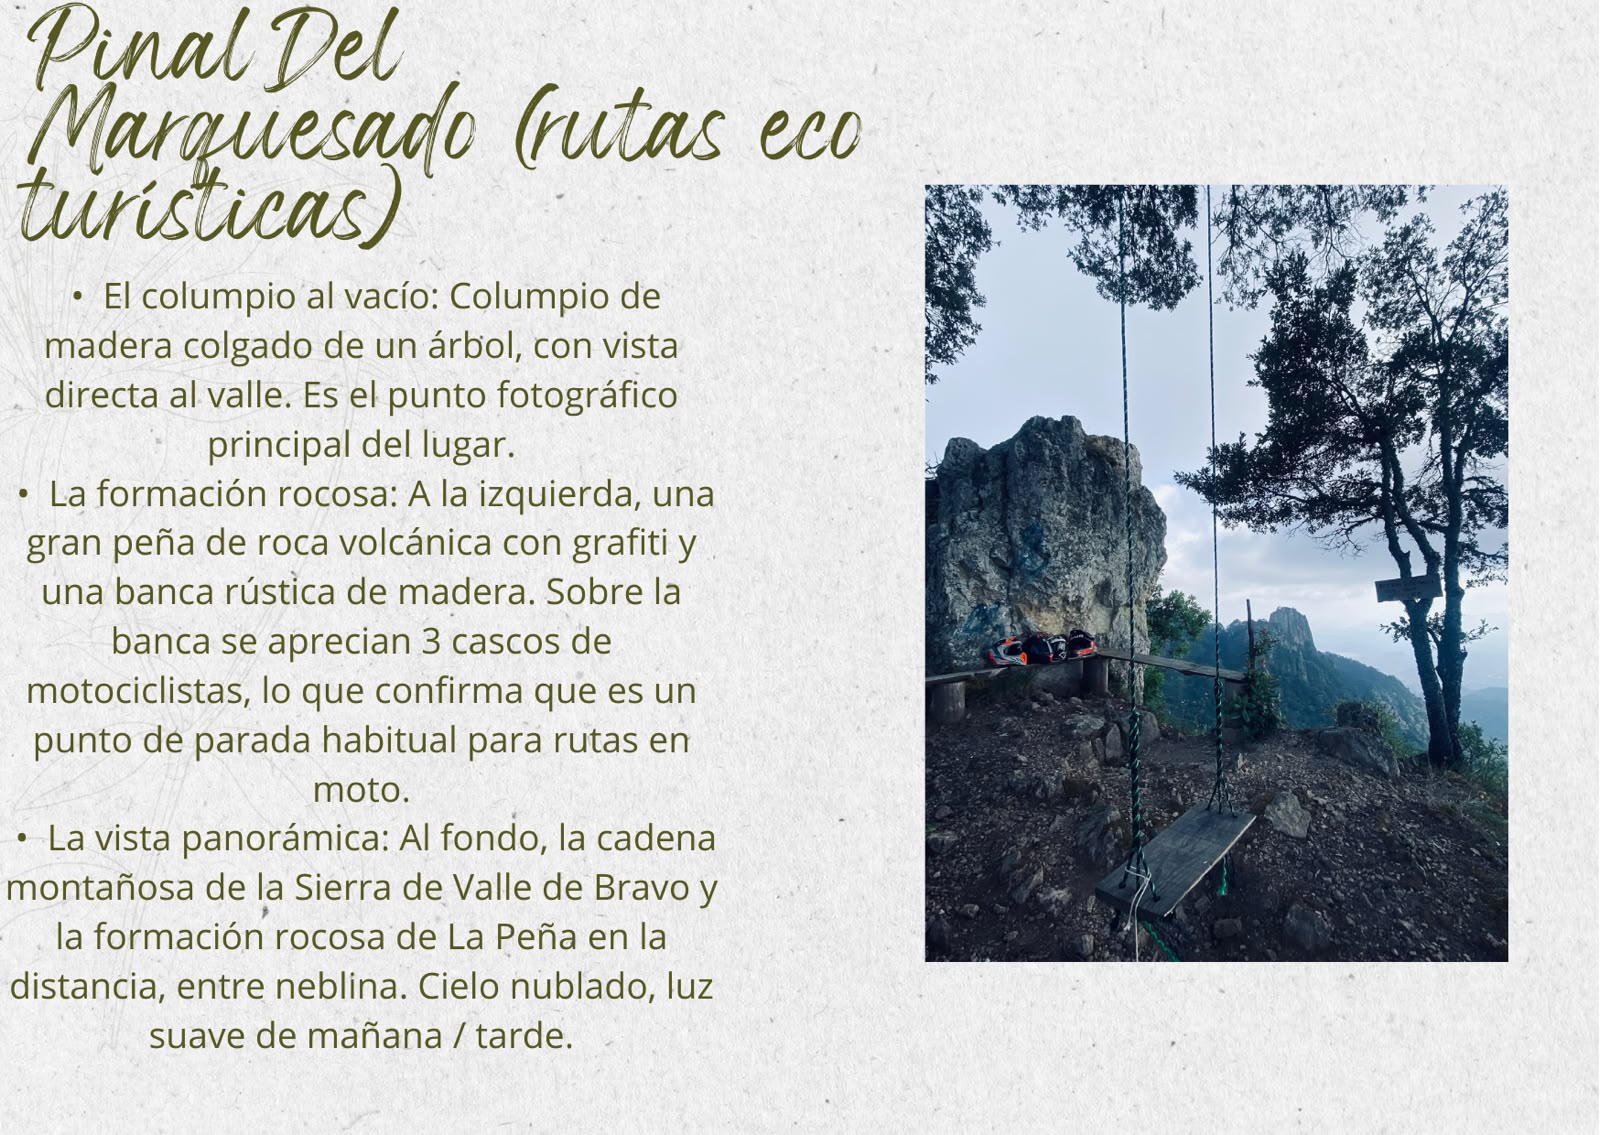 Pinal Del
Marquesado (rutas eco
turísticas)
• El columpio al vacío: Columpio de
madera colgado de un árbol, con vista
directa al valle. Es el punto fotográfico
principal del lugar.
• La formación rocosa: A la izquierda, una
gran peña de roca volcánica con grafiti y
una banca rústica de madera. Sobre la
banca se aprecian 3 cascos de
motociclistas, lo que confirma que es un
punto de parada habitual para rutas en
moto.
• La vista panorámica: Al fondo, la cadena
montañosa de la Sierra de Valle de Bravo y
la formación rocosa de La Peña en la
distancia, entre neblina. Cielo nublado, luz
suave de mañana / tarde.